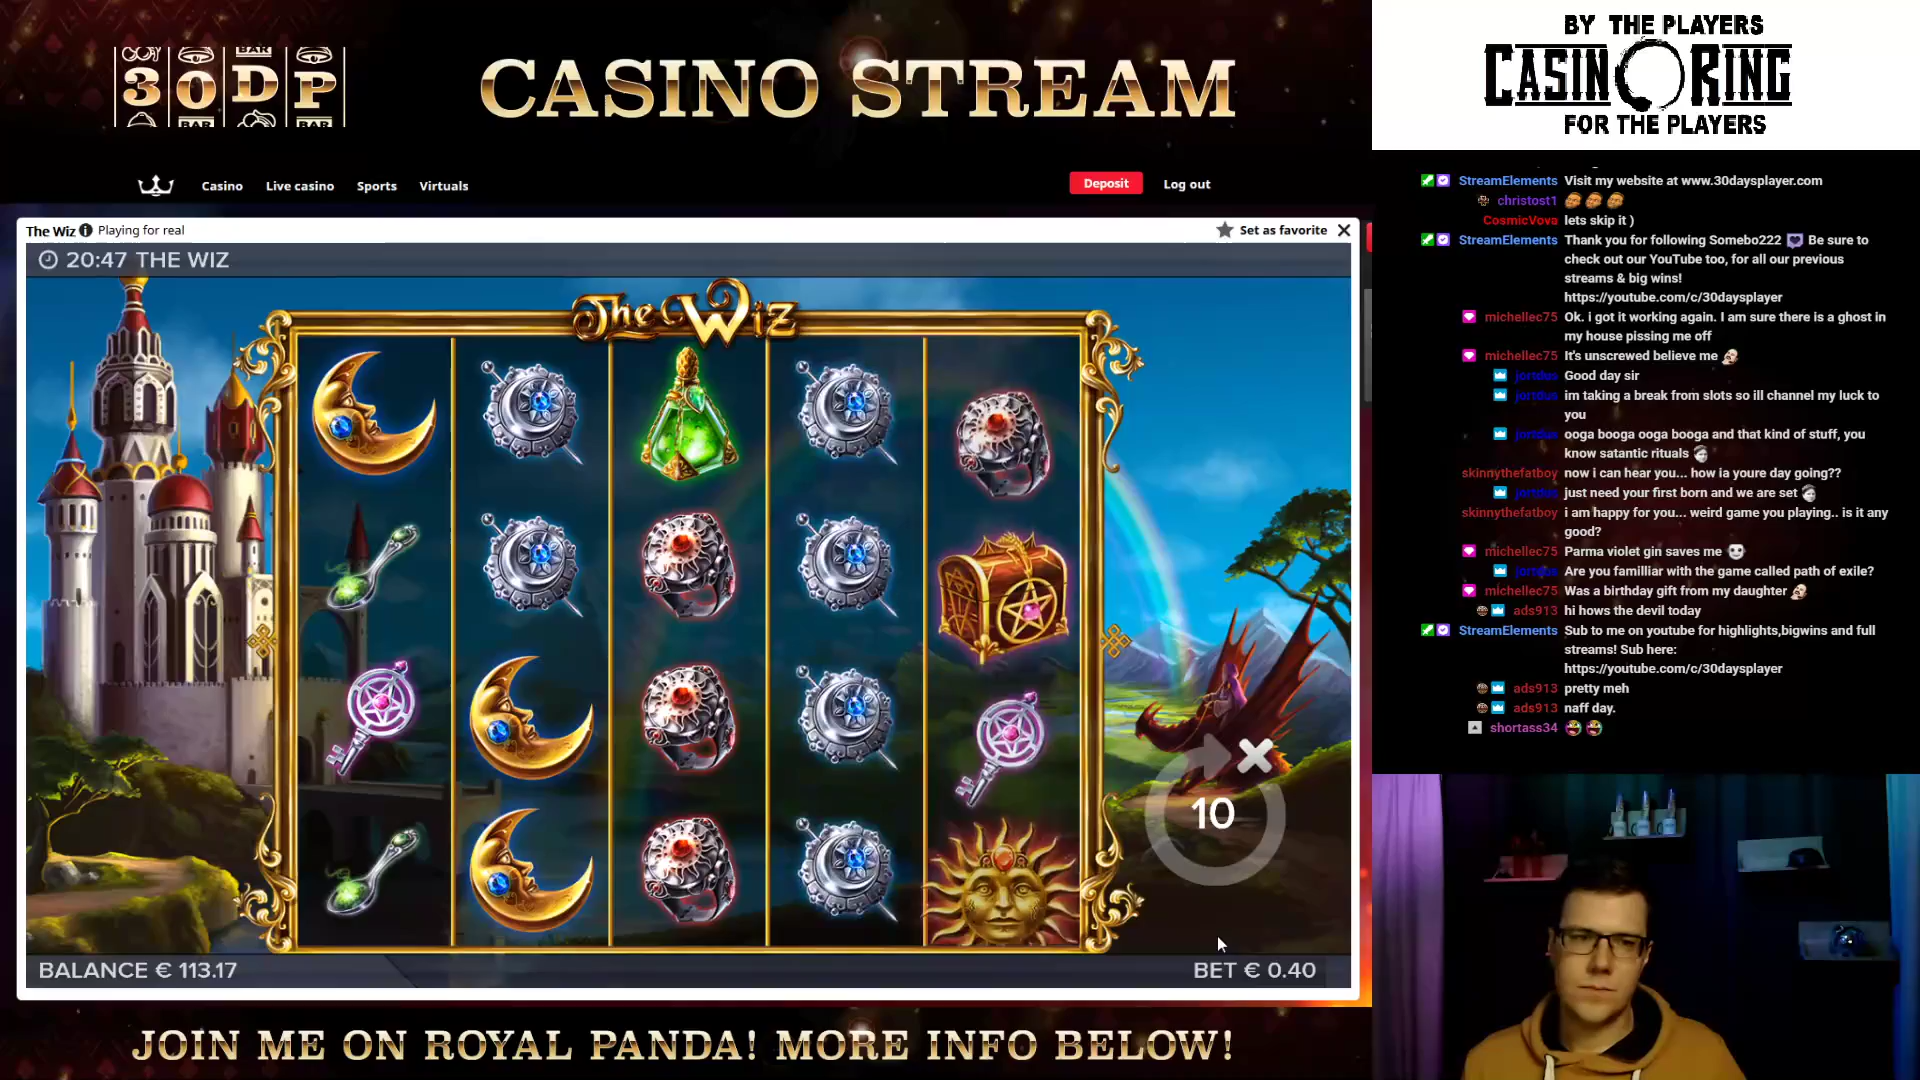 BAR
3 0 D P
BAR BAR
CASINO STREAM
BY THE PLAYERS
CASINO RING
FOR THE PLAYERS
Casino Live casino Sports Virtuals
Deposit Log out
The Wiz Playing for real
Set as favorite
20:47 THE WIZ
The Wiz
10
BALANCE € 113.17
BET € 0.40
JOIN ME ON ROYAL PANDA! MORE INFO BELOW!
StreamElements Visit my website at www.30daysplayer.com
christost1
CosmicVova lets skip it )
StreamElements Thank you for following Somebo222 Be sure to
check out our YouTube too, for all our previous
streams & big wins!
https://youtube.com/c/30daysplayer
michellec75 Ok. i got it working again. I am sure there is a ghost in
my house pissing me off
michellec75 It's unscrewed believe me
jortdus Good day sir
jortdus im taking a break from slots so ill channel my luck to
you
jortdus ooga booga ooga booga and that kind of stuff, you
know satantic rituals
skinnythefatboy now i can hear you... how ia youre day going??
jortdus just need your first born and we are set
skinnythefatboy i am happy for you... weird game you playing.. is it any
good?
michellec75 Parma violet gin saves me
jortdus Are you familliar with the game called path of exile?
michellec75 Was a birthday gift from my daughter
ads913 hi hows the devil today
StreamElements Sub to me on youtube for highlights,bigwins and full
streams! Sub here:
https://youtube.com/c/30daysplayer
ads913 pretty meh
ads913 naff day.
shortass34